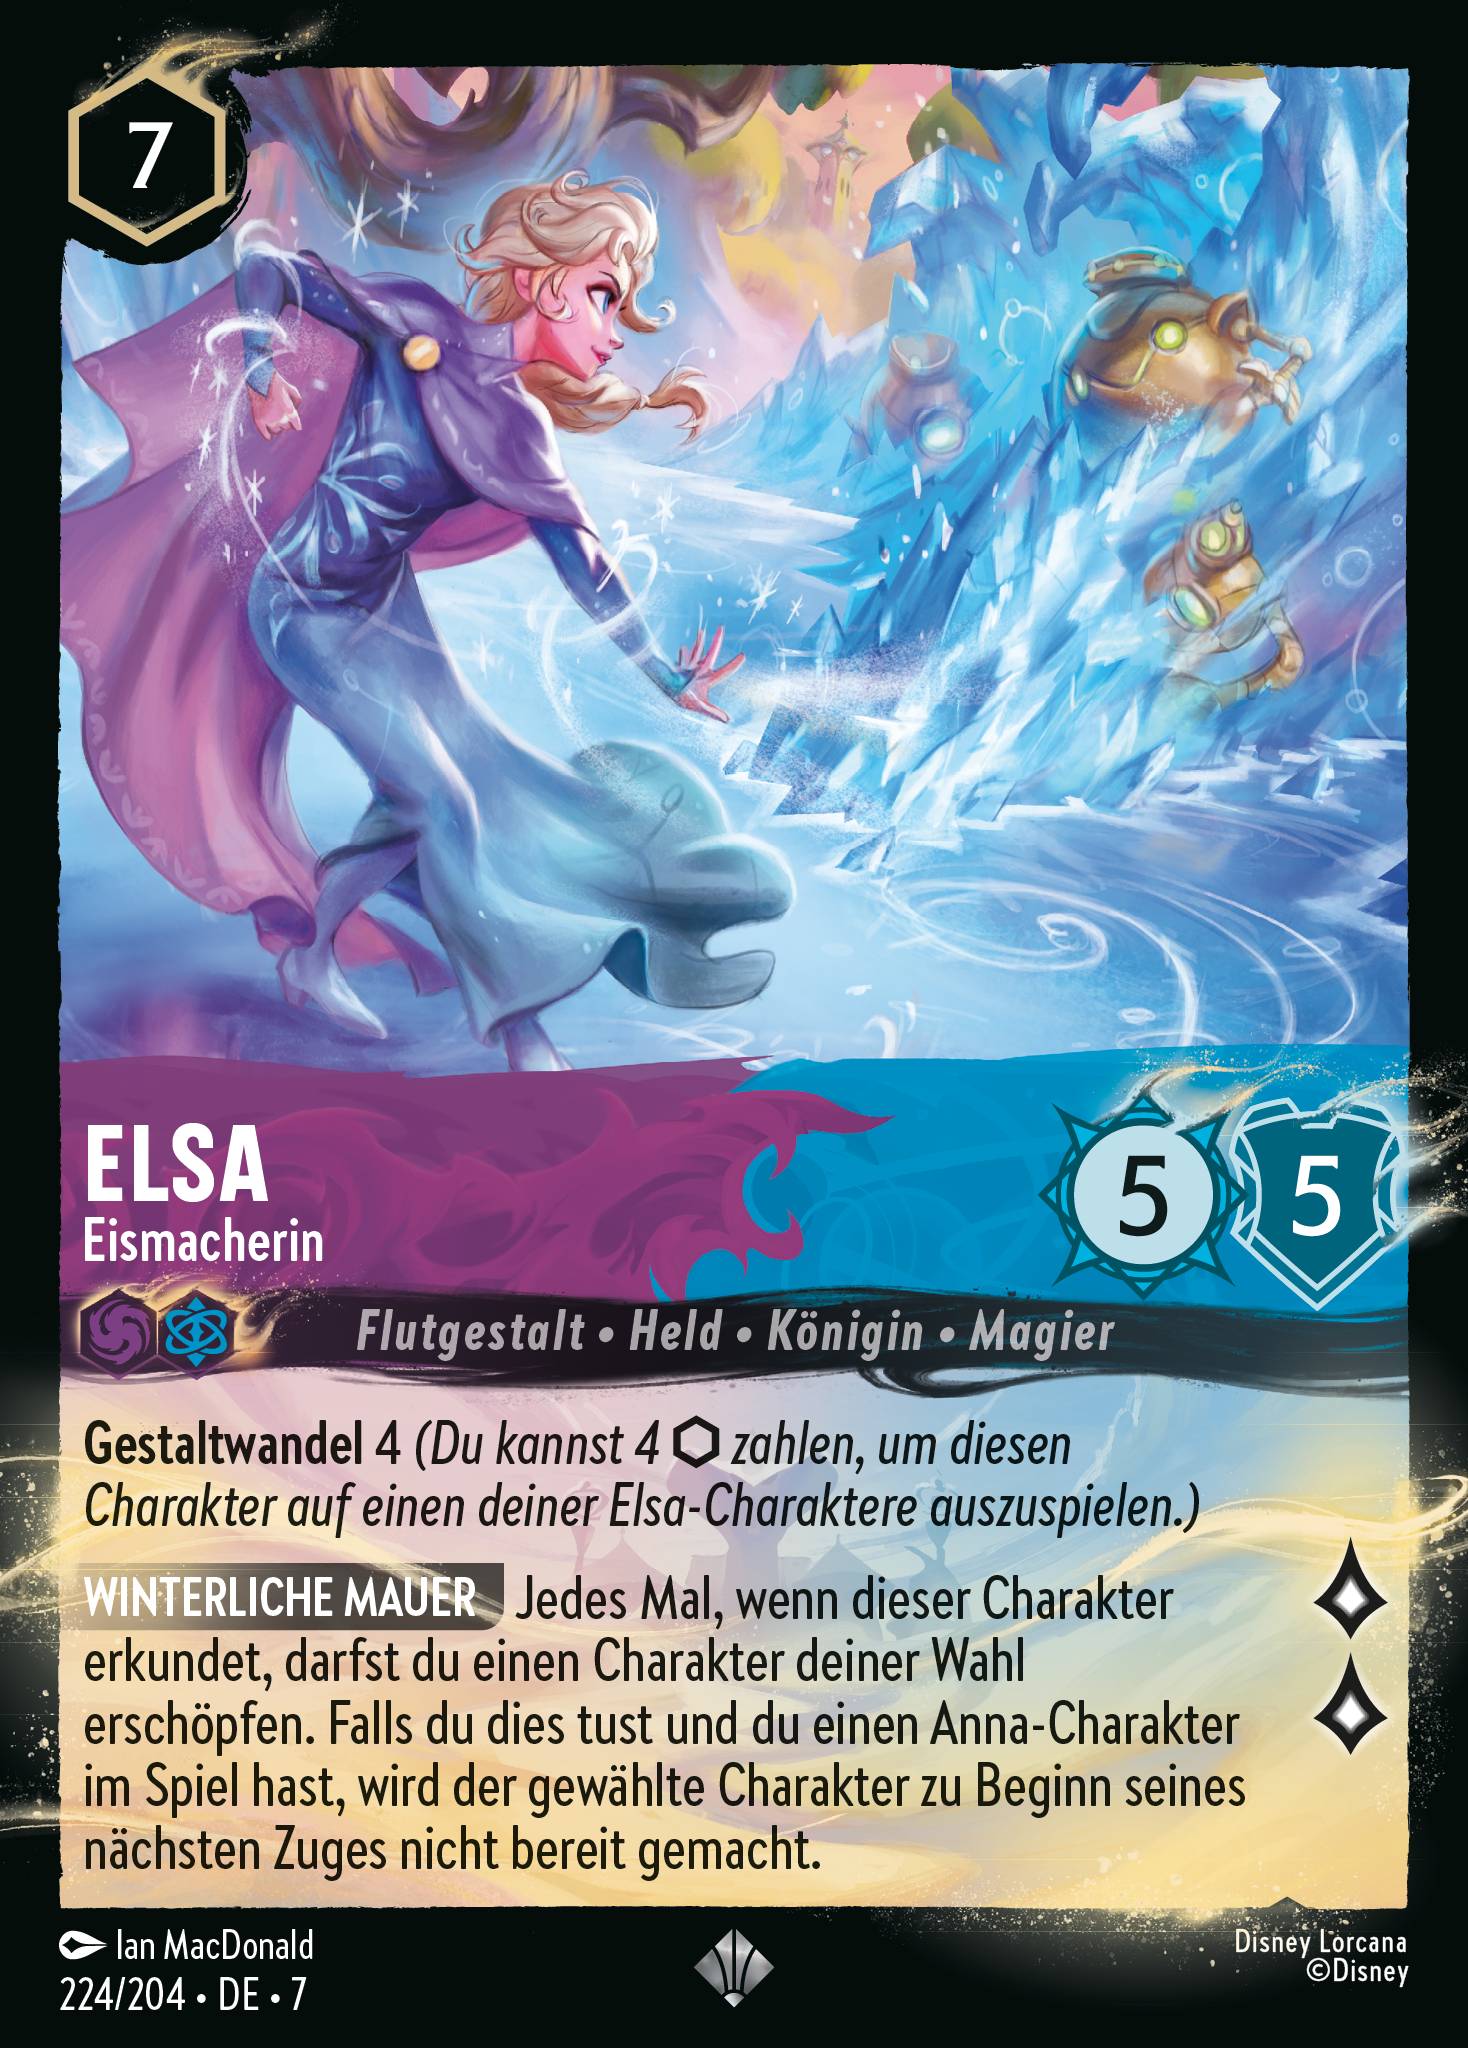 7
ELSA
Eismacherin
5 5
Flutgestalt • Held • Königin • Magier
Gestaltwandel 4 (Du kannst 4 ⬡ zahlen, um diesen
Charakter auf einen deiner Elsa-Charaktere auszuspielen.)
WINTERLICHE MAUER Jedes Mal, wenn dieser Charakter
erkundet, darfst du einen Charakter deiner Wahl
erschöpfen. Falls du dies tust und du einen Anna-Charakter
im Spiel hast, wird der gewählte Charakter zu Beginn seines
nächsten Zuges nicht bereit gemacht.
Ian MacDonald
224/204 • DE • 7
Disney Lorcana
©Disney